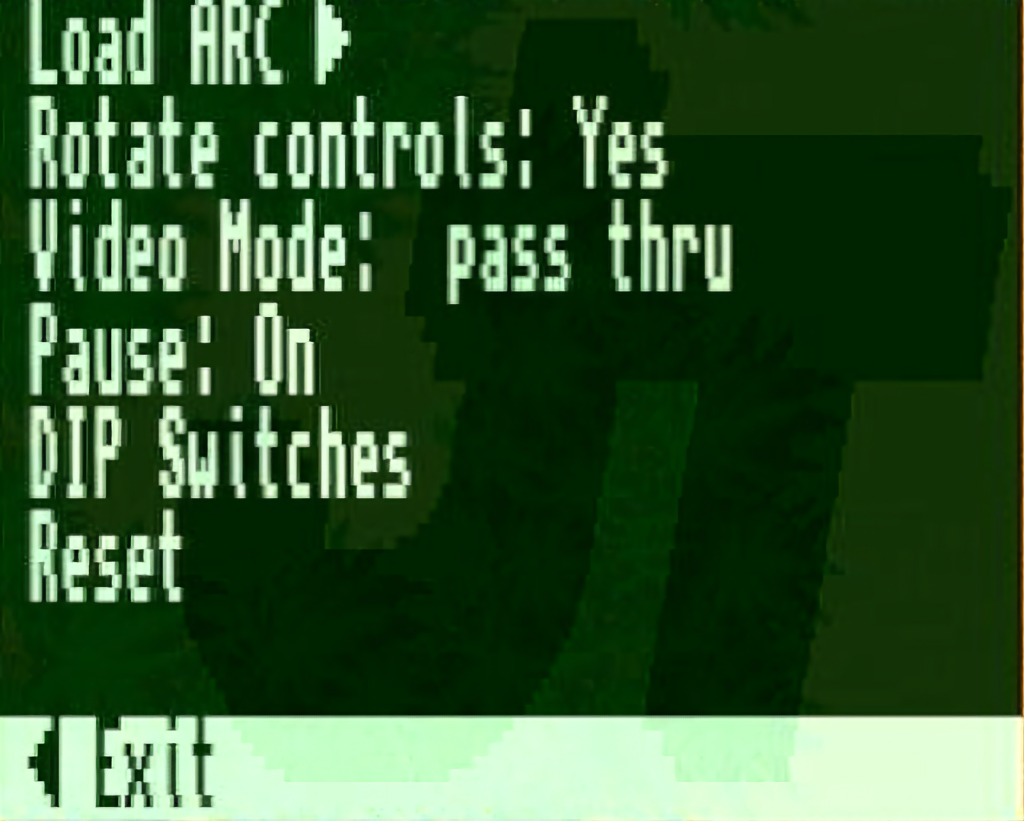 Load ARC ▶
Rotate controls: Yes
Video Mode: pass thru
Pause: On
DIP Switches
Reset
◀ Exit